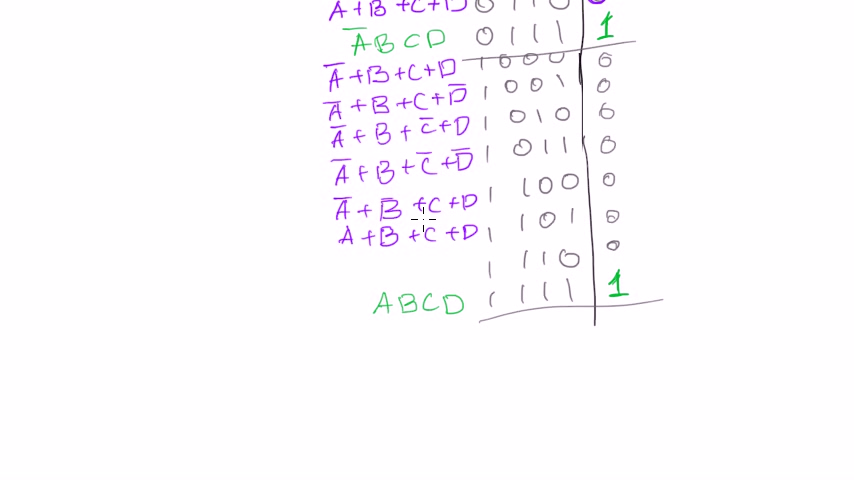 A+B+C+D 0 1 1 0
A̅BCD 0 1 1 1 1
A̅+B+C+D 1 0 0 0 0
A̅+B+C+D̅ 1 0 0 1 0
A̅+B+C̅+D 1 0 1 0 0
A̅+B+C̅+D̅ 1 0 1 1 0
A̅+B̅+C+D 1 1 0 0 0
A+B+C+D 1 1 0 1 0
1 1 1 0 0
ABCD 1 1 1 1 1